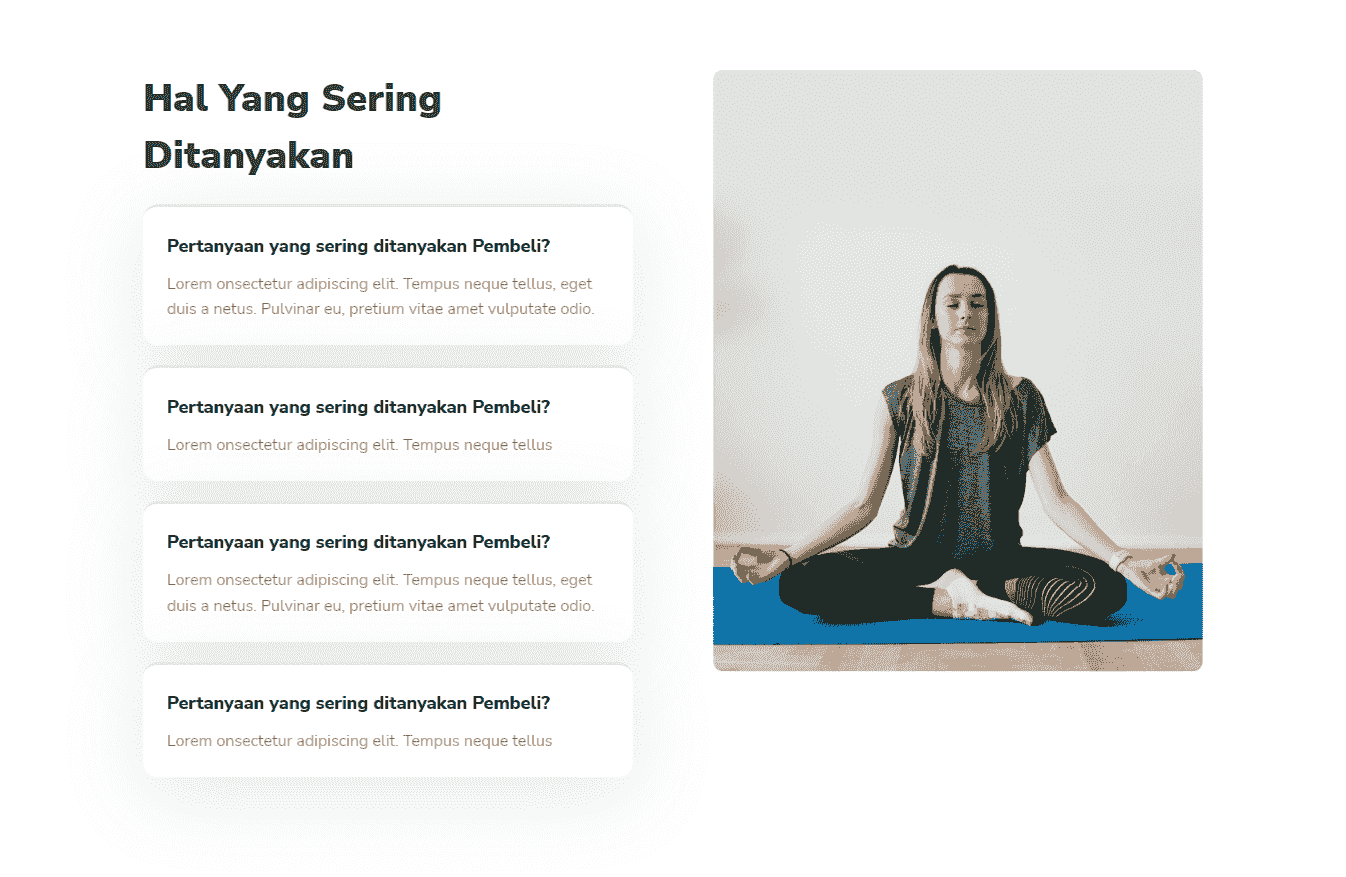 Hal Yang Sering
Ditanyakan
Pertanyaan yang sering ditanyakan Pembeli?
Lorem onsectetur adipiscing elit. Tempus neque tellus, eget
duis a netus. Pulvinar eu, pretium vitae amet vulputate odio.
Pertanyaan yang sering ditanyakan Pembeli?
Lorem onsectetur adipiscing elit. Tempus neque tellus
Pertanyaan yang sering ditanyakan Pembeli?
Lorem onsectetur adipiscing elit. Tempus neque tellus, eget
duis a netus. Pulvinar eu, pretium vitae amet vulputate odio.
Pertanyaan yang sering ditanyakan Pembeli?
Lorem onsectetur adipiscing elit. Tempus neque tellus